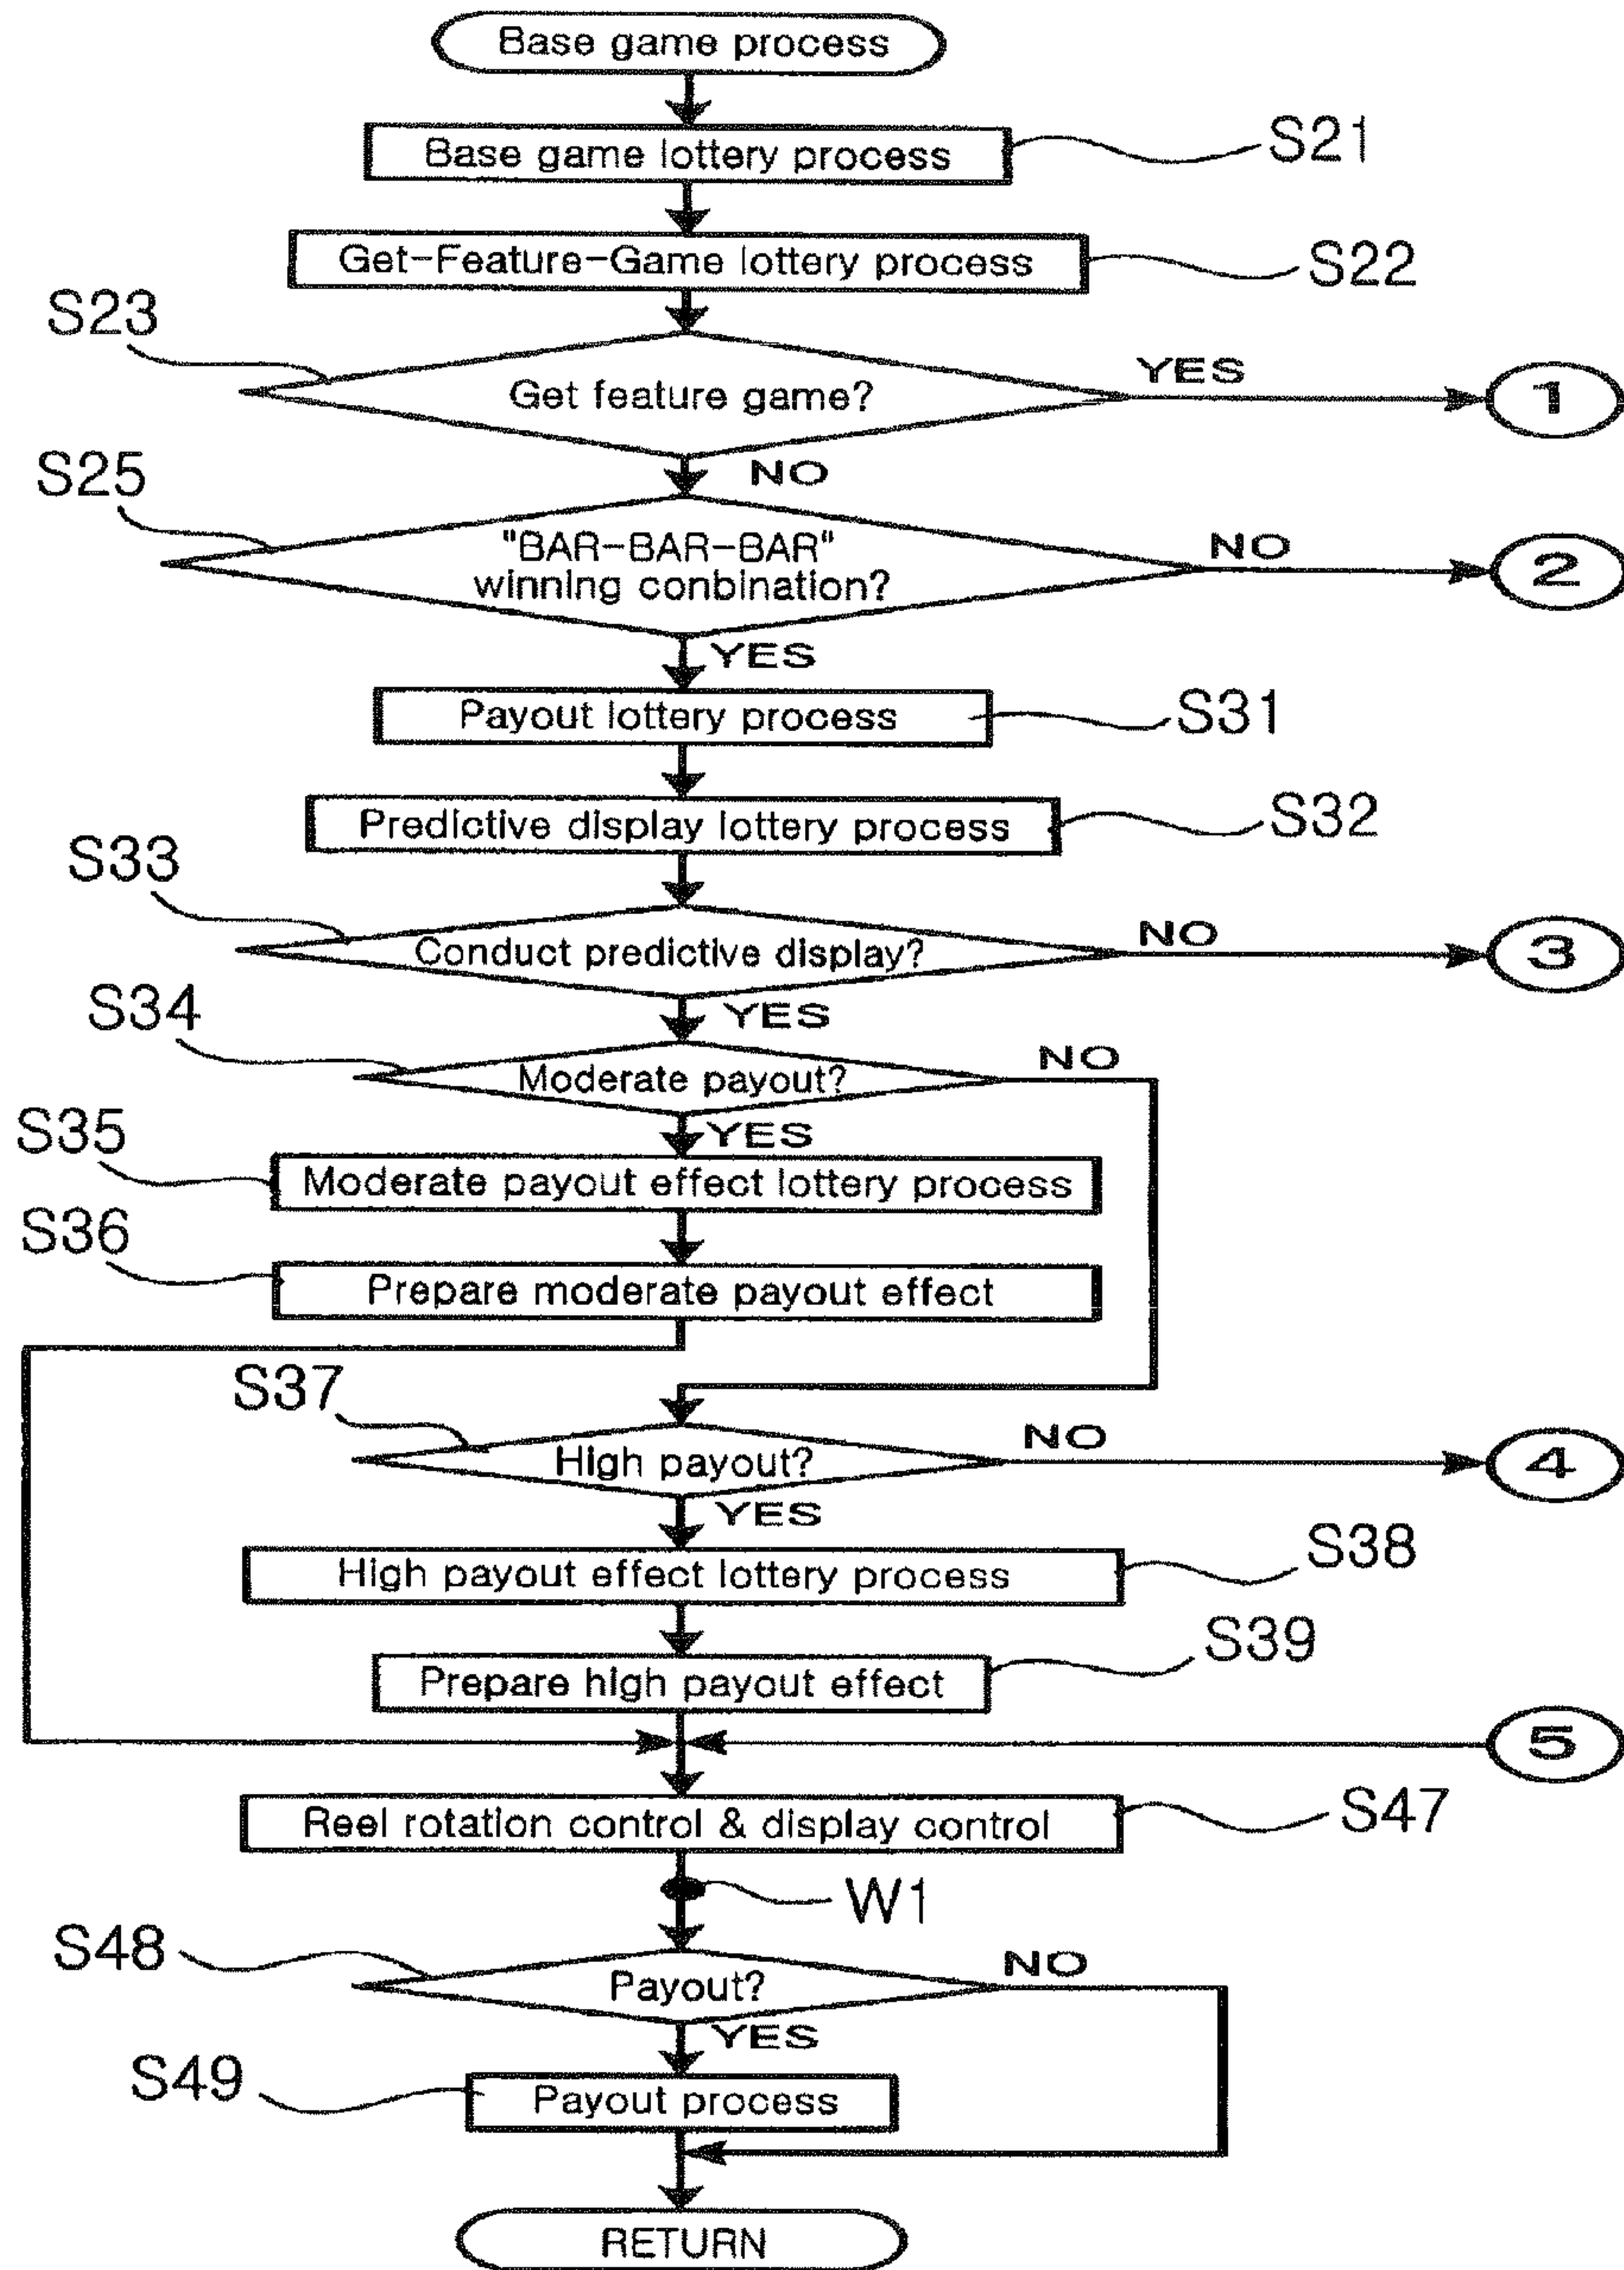 Base game process
Base game lottery process
S21
Get-Feature-Game lottery process
S22
S23
Get feature game?
YES
1
NO
S25
"BAR-BAR-BAR"
winning conbination?
NO
2
YES
Payout lottery process
S31
Predictive display lottery process
S32
S33
Conduct predictive display?
NO
3
YES
S34
Moderate payout?
NO
YES
S35
Moderate payout effect lottery process
S36
Prepare moderate payout effect
S37
High payout?
NO
4
YES
High payout effect lottery process
S38
Prepare high payout effect
S39
5
Reel rotation control & display control
S47
W1
S48
Payout?
NO
YES
S49
Payout process
RETURN